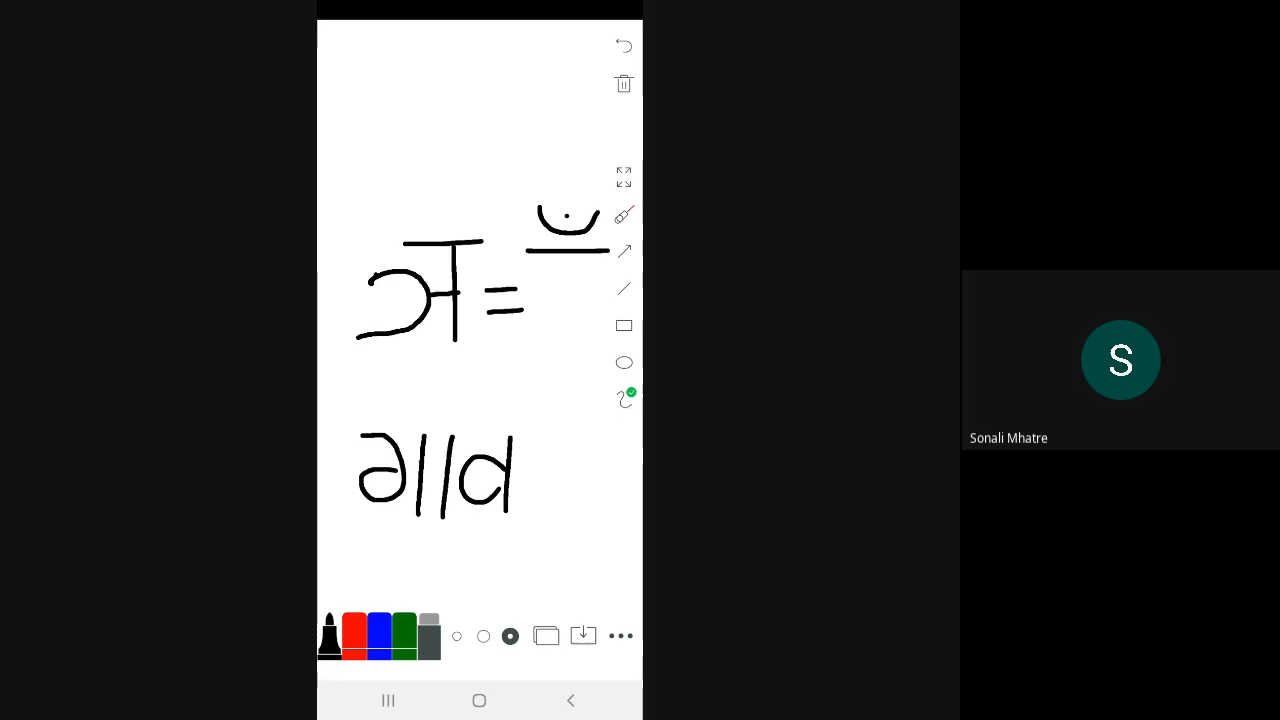 ञ = ँ
गाव
Sonali Mhatre